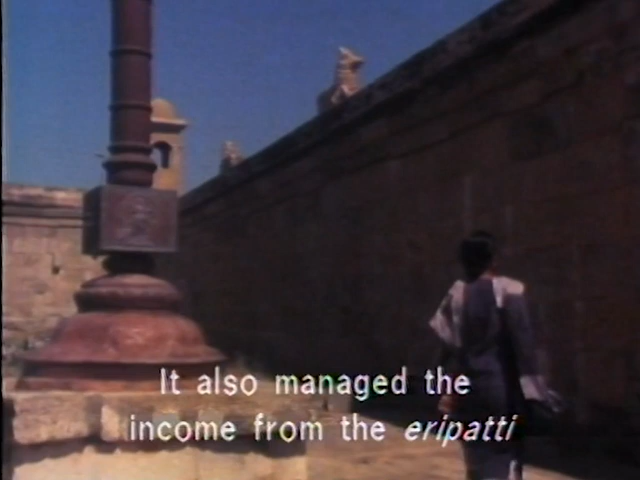 It also managed the
income from the eripatti